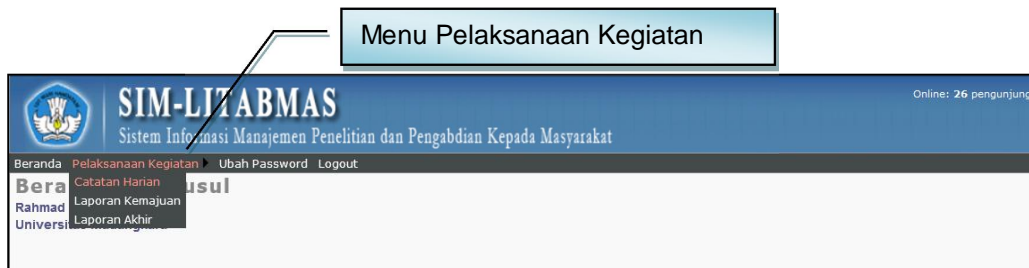 Menu Pelaksanaan Kegiatan
SIM-LITABMAS
Online: 26 pengunjung
Sistem Informasi Manajemen Penelitian dan Pengabdian Kepada Masyarakat
Beranda Pelaksanaan Kegiatan Ubah Password Logout
Catatan Harian
Rahmad
Laporan Kemajuan
Laporan Akhir